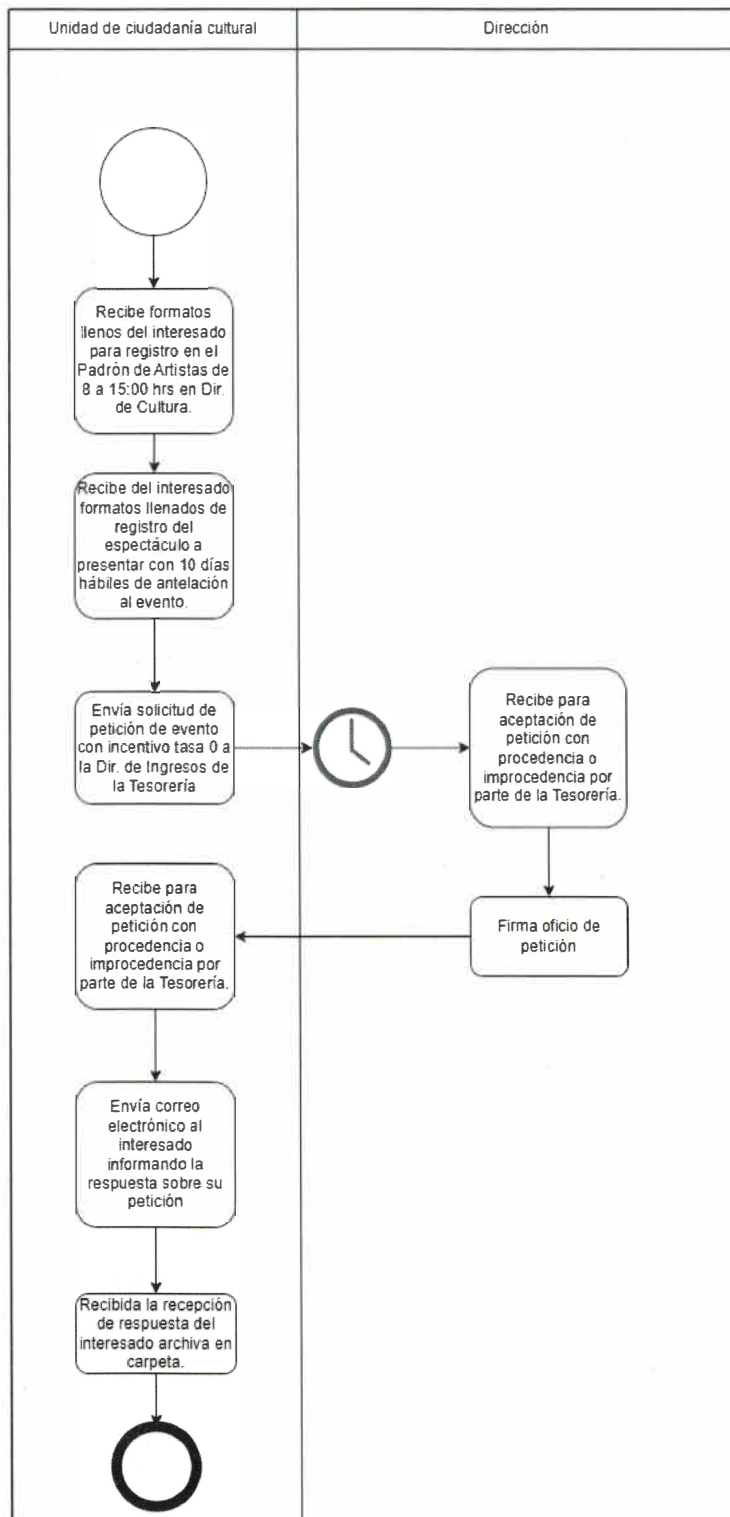 Unidad de ciudadanía cultural
Dirección
Recibe formatos
llenos del interesado
para registro en el
Padrón de Artistas de
8 a 15:00 hrs en Dir.
de Cultura.
Recibe del interesado
formatos llenados de
registro del
espectáculo a
presentar con 10 días
hábiles de antelación
al evento.
Envía solicitud de
petición de evento
con incentivo tasa 0 a
la Dir. de Ingresos de
la Tesorería
Recibe para
aceptación de
petición con
procedencia o
improcedencia por
parte de la Tesorería.
Firma oficio de
petición
Recibe para
aceptación de
petición con
procedencia o
improcedencia por
parte de la Tesorería.
Envía correo
electrónico al
interesado
informando la
respuesta sobre su
petición
Recibida la recepción
de respuesta del
interesado archiva en
carpeta.